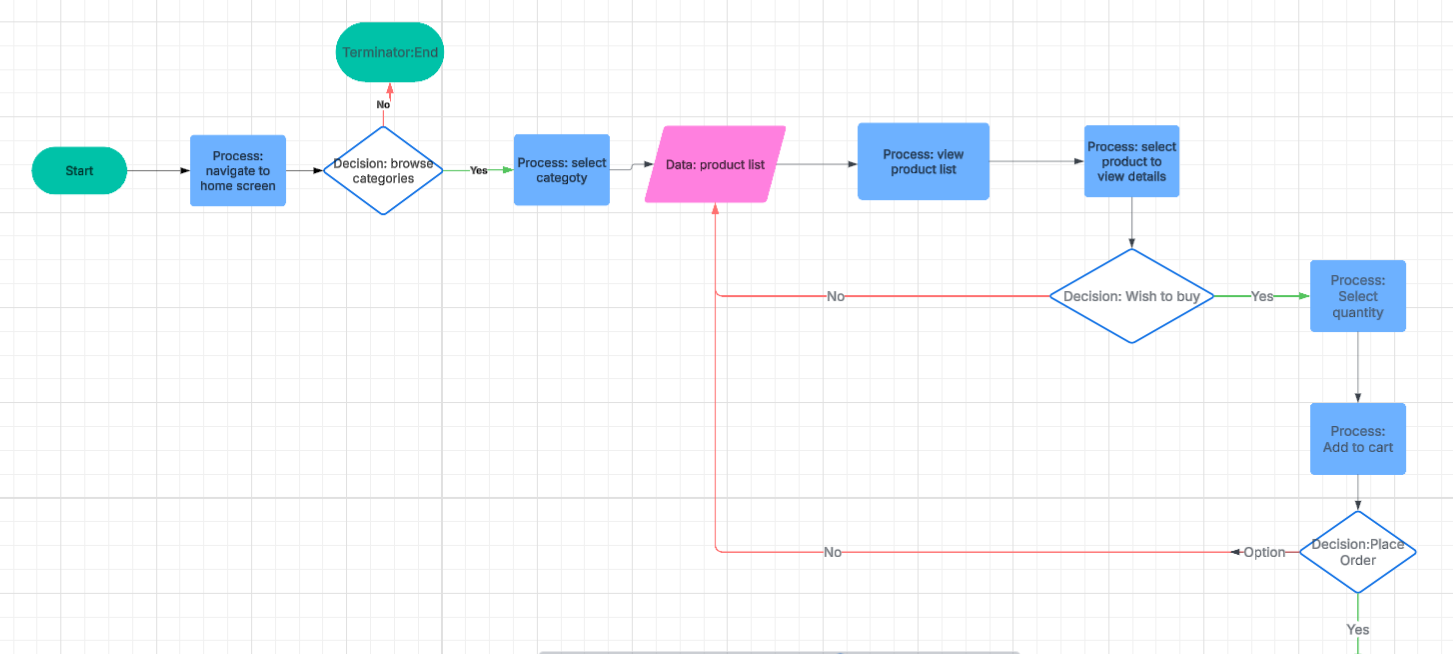 Terminator:End
No
Start
Process:
navigate to
home screen
Decision: browse
categories
Yes
Process: select
categoty
Data: product list
Process: view
product list
Process: select
product to
view details
No
Decision: Wish to buy
Yes
Process:
Select
quantity
Process:
Add to cart
No
Option
Decision:Place
Order
Yes